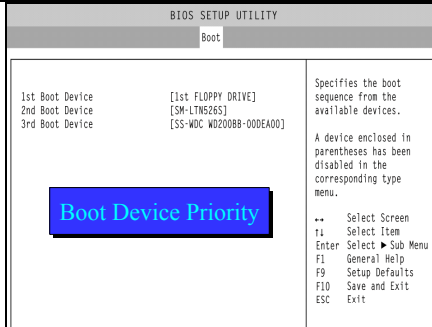 BIOS SETUP UTILITY
Boot
1st Boot Device [1st FLOPPY DRIVE]
2nd Boot Device [SM-LTN526S]
3rd Boot Device [SS-WDC WD200BB-00DEA00]
Boot Device Priority
Specifies the boot
sequence from the
available devices.
A device enclosed in
parentheses has been
disabled in the
corresponding type
menu.
↔ Select Screen
↑↓ Select Item
Enter Select ► Sub Menu
F1 General Help
F9 Setup Defaults
F10 Save and Exit
ESC Exit